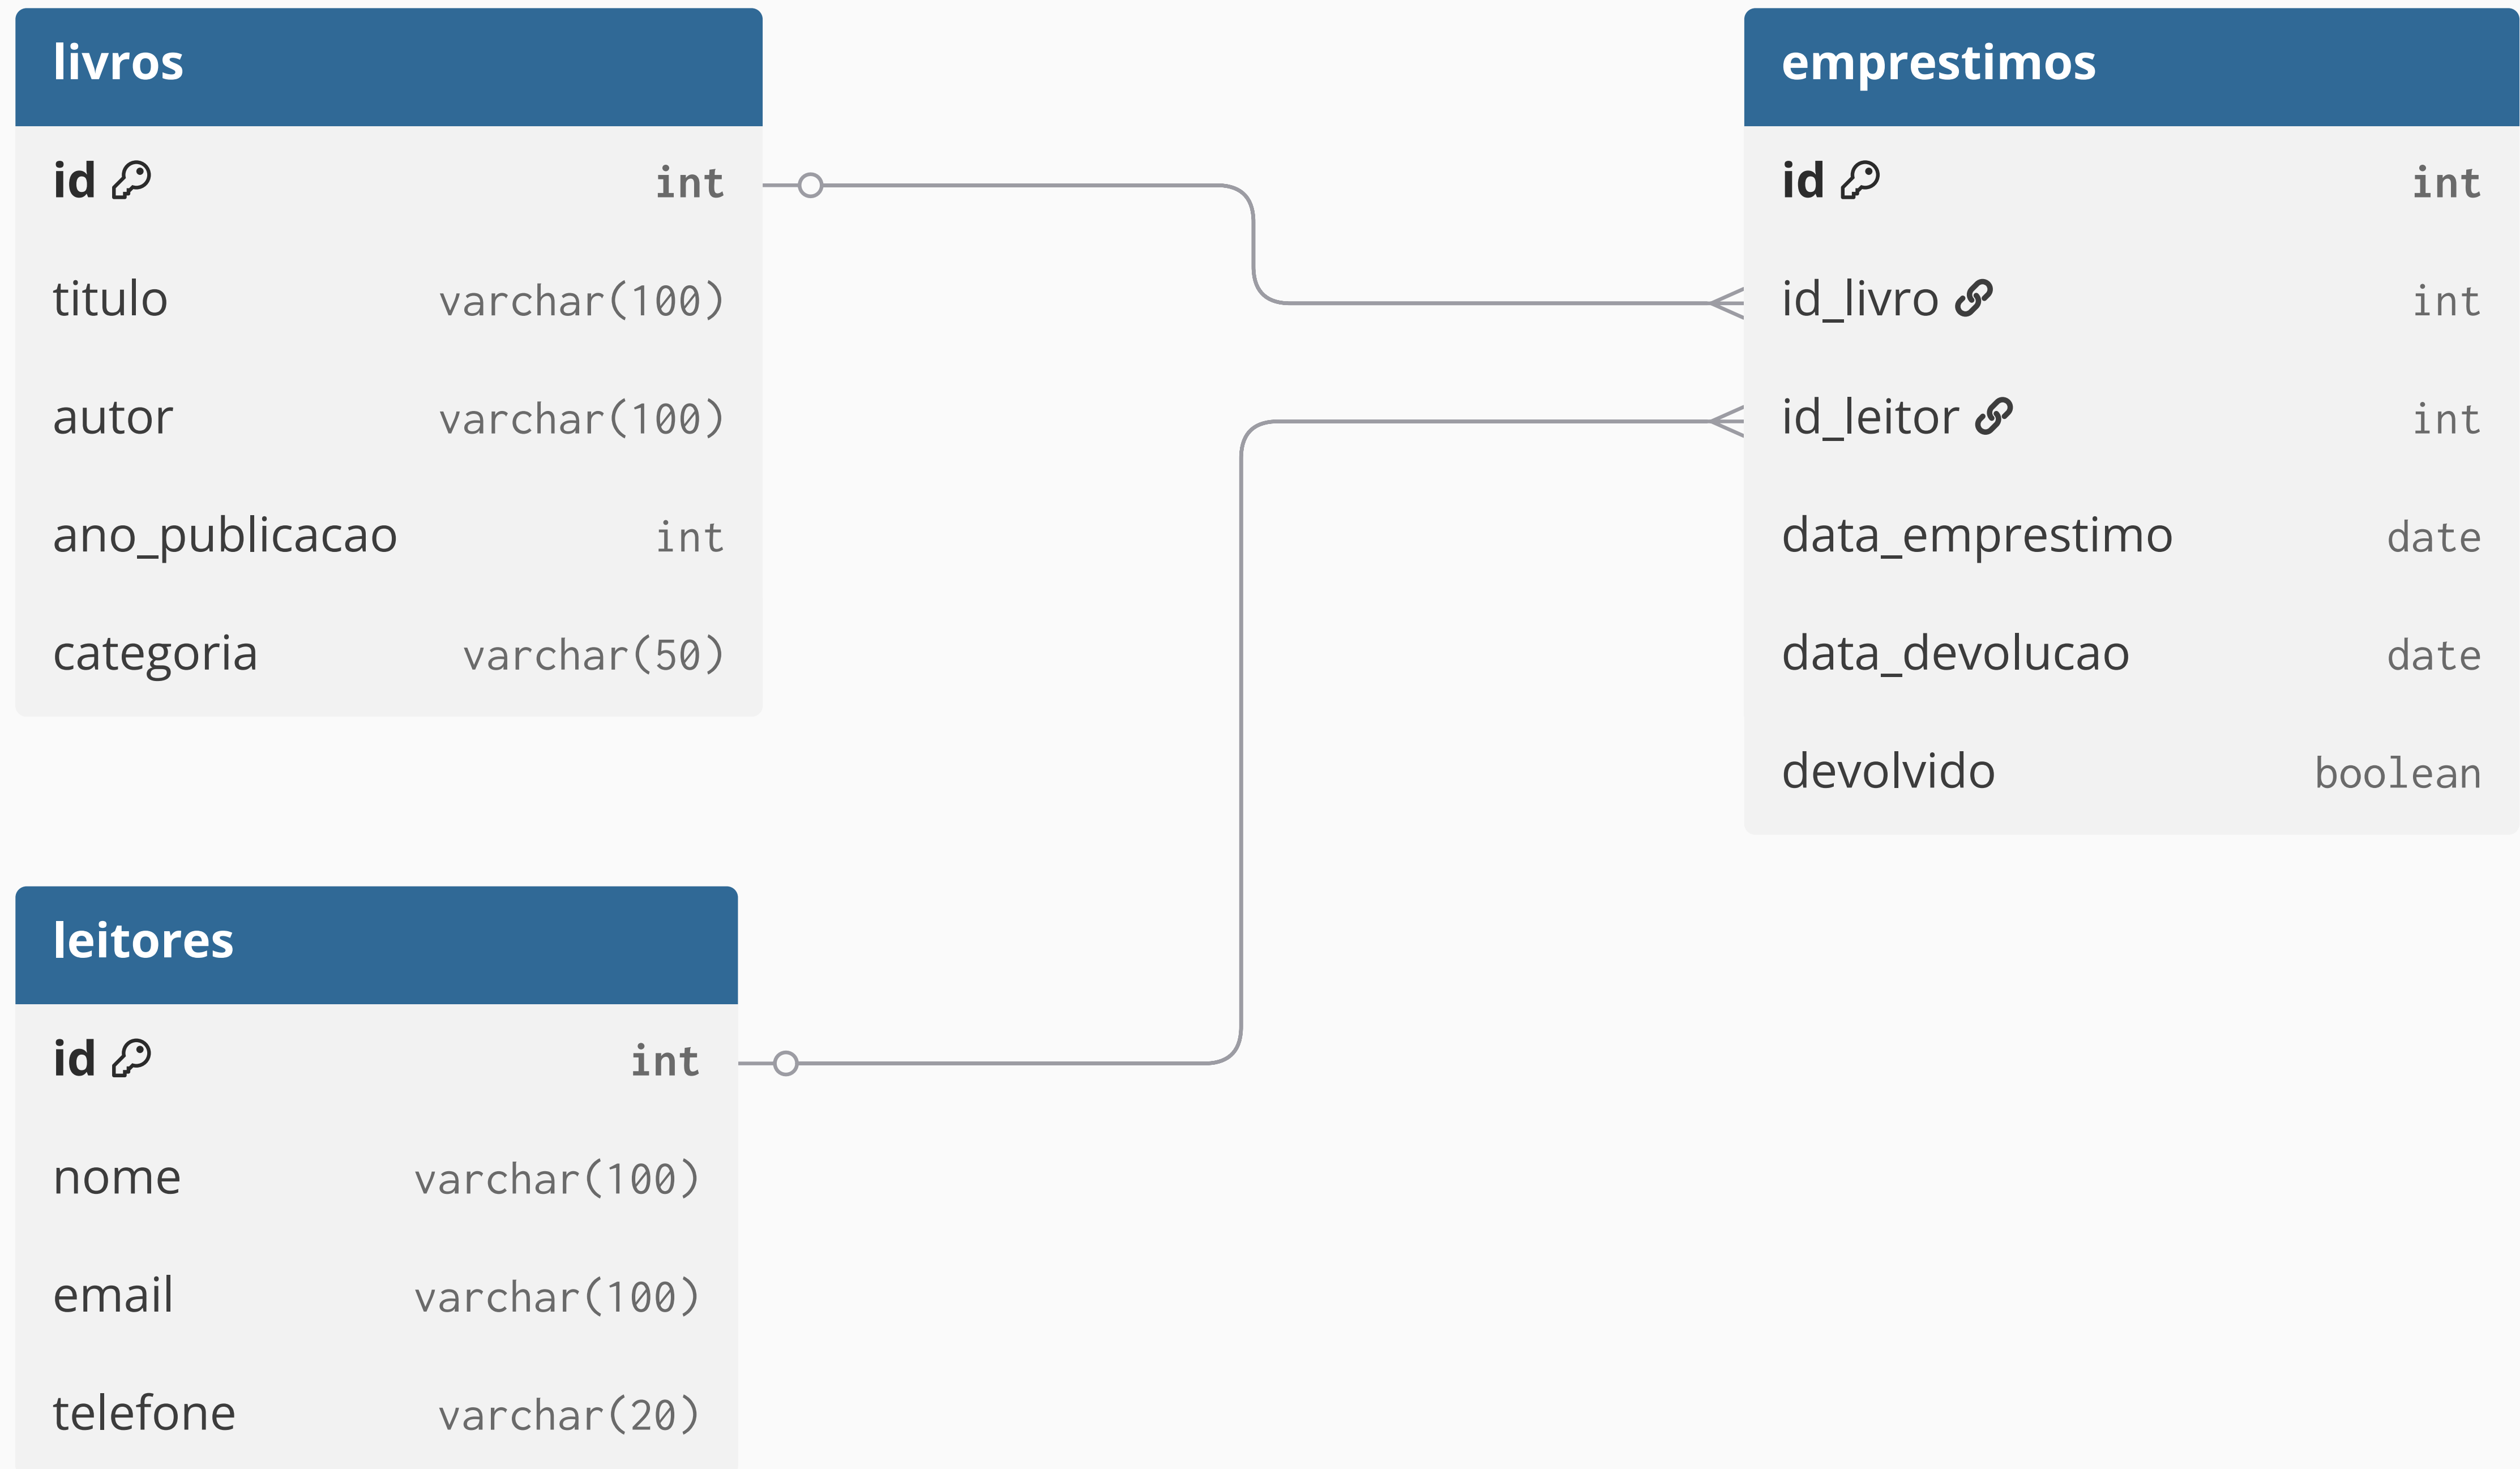 livros
id int
titulo varchar(100)
autor varchar(100)
ano_publicacao int
categoria varchar(50)
emprestimos
id int
id_livro int
id_leitor int
data_emprestimo date
data_devolucao date
devolvido boolean
leitores
id int
nome varchar(100)
email varchar(100)
telefone varchar(20)